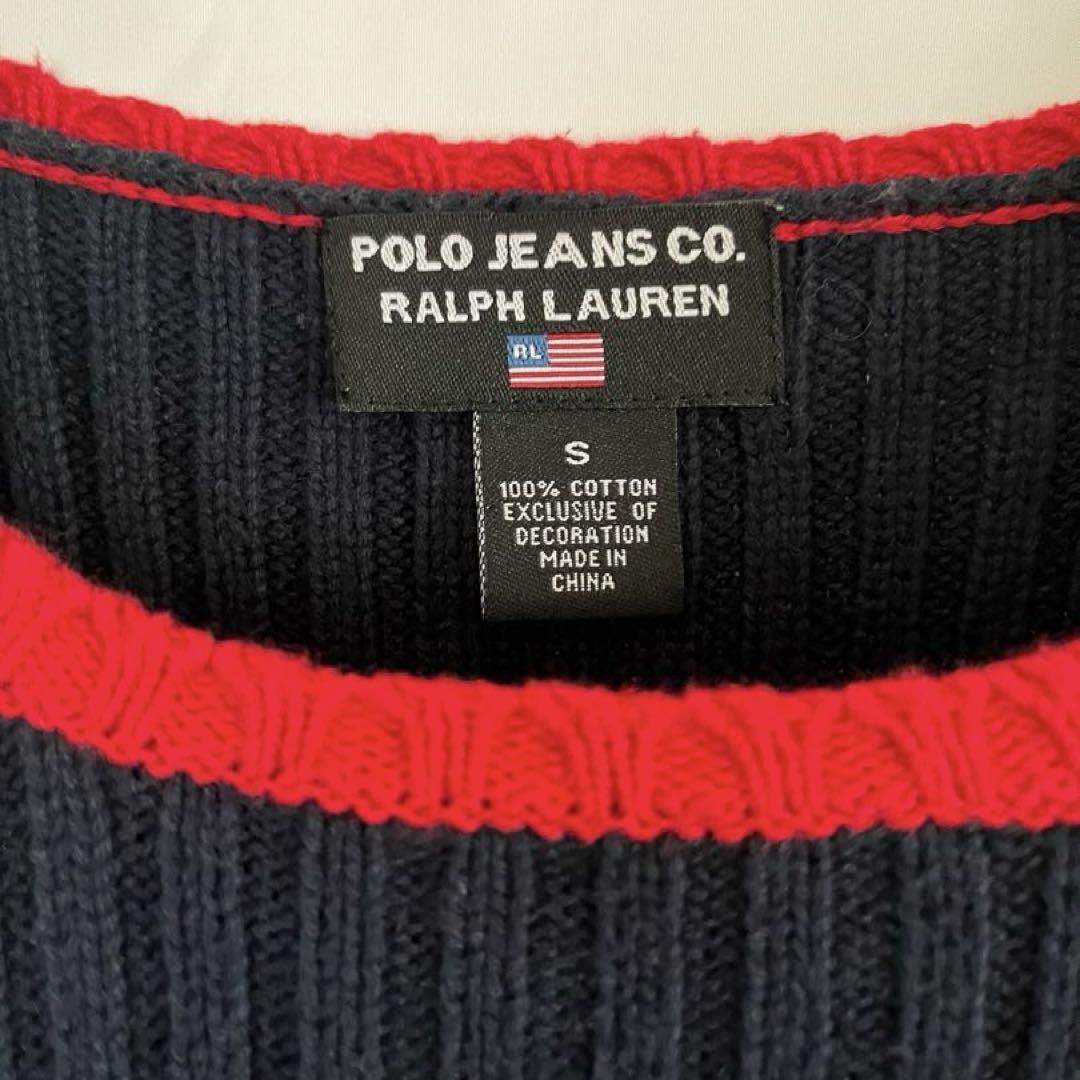 POLO JEANS CO.
RALPH LAUREN
RL
S
100% COTTON
EXCLUSIVE OF
DECORATION
MADE IN
CHINA